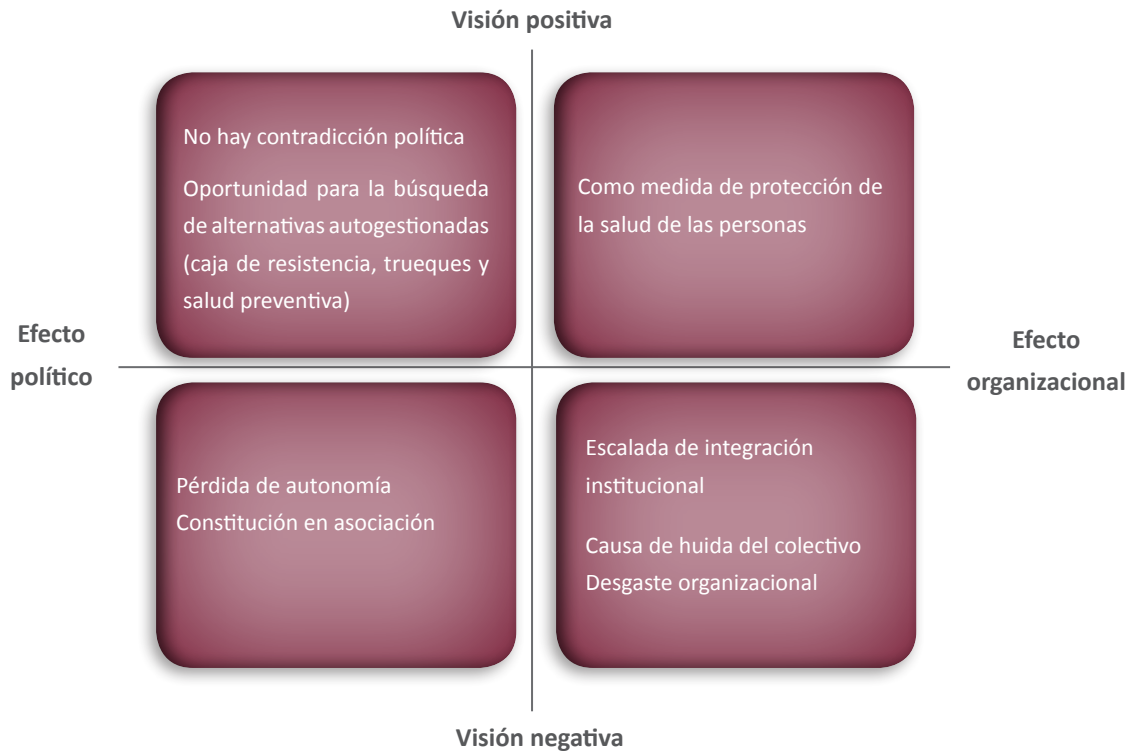 Visión positiva
No hay contradicción política
Oportunidad para la búsqueda
de alternativas autogestionadas
(caja de resistencia, trueques y
salud preventiva)
Como medida de protección de
la salud de las personas
Efecto
político
Efecto
organizacional
Pérdida de autonomía
Constitución en asociación
Escalada de integración
institucional
Causa de huida del colectivo
Desgaste organizacional
Visión negativa